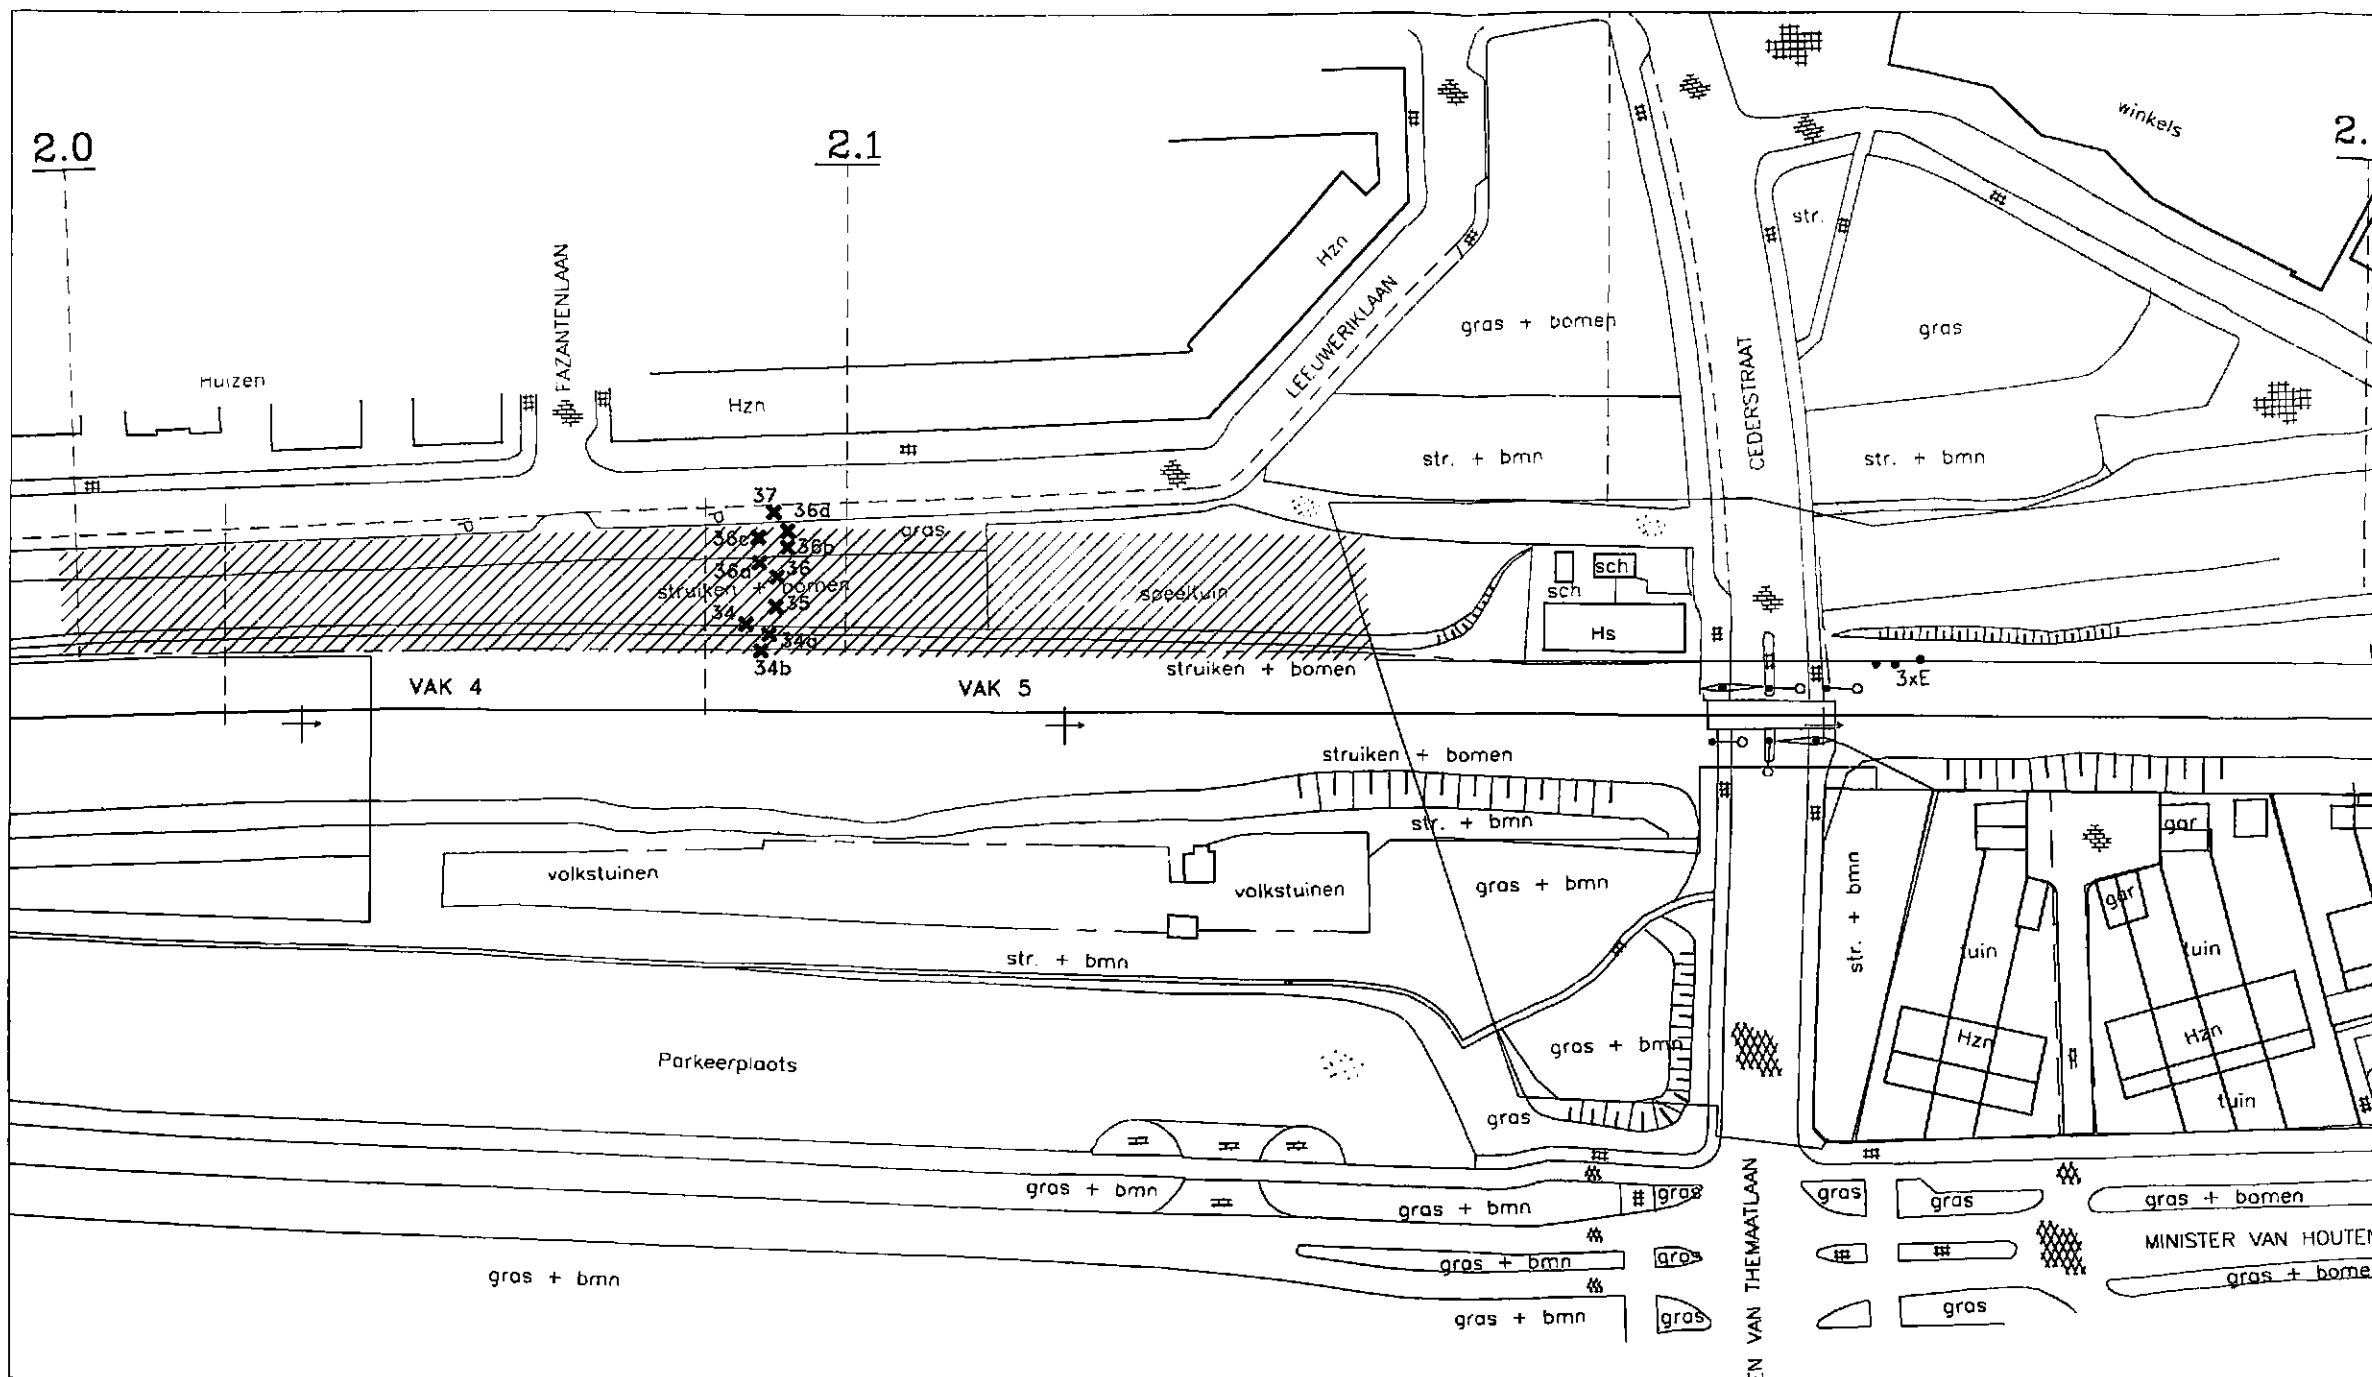 2.0
2.1
2.
winkels
FAZANTENLAAN
Hzn
LEEUWERIKLAAN
str.
gras + bomen
gras
CEDERSTRAAT
Huizen
Hzn
str. + bmn
str. + bmn
37
36d
gras
36c
36b
36a
36
struiken + bomen
speeltuin
35
34
34a
34b
sch
sch
Hs
struiken + bomen
3xE
VAK 4
VAK 5
struiken + bomen
str. + bmn
gar
volkstuinen
volkstuinen
gras + bmn
str. + bmn
gar
tuin
tuin
str. + bmn
Hzn
Hzn
gras + bmn
Parkeerplaats
gras
tuin
gras + bmn
gras + bmn
gras
gras
gras
gras + bomen
EN VAN THEMAATLAAN
MINISTER VAN HOUTEN
gras + bmn
gras + bmn
gras
gras + bome
gras + bmn
gras
gras